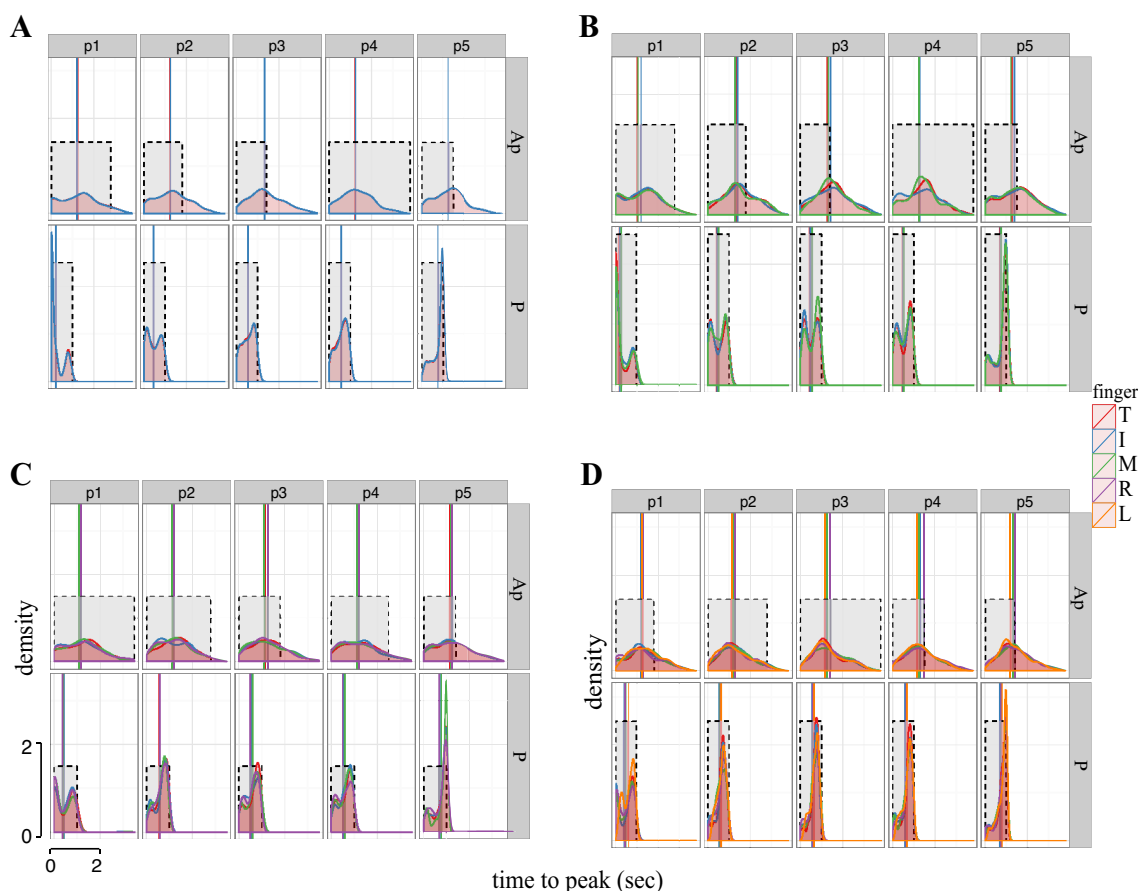 A
p1 p2 p3 p4 p5
Ap
P
B
p1 p2 p3 p4 p5
Ap
P
finger
T
I
M
R
L
C
p1 p2 p3 p4 p5
Ap
P
density
2
0
0 2
D
p1 p2 p3 p4 p5
Ap
P
density
time to peak (sec)